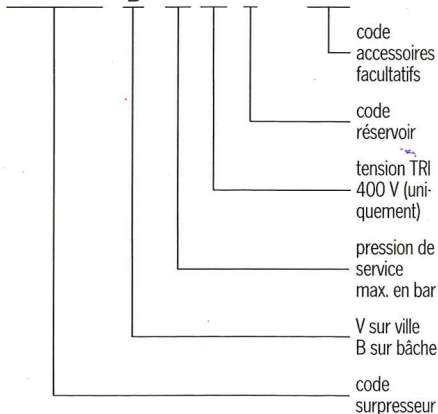 code
accessoires
facultatifs
code
réservoir
tension TRI
400 V (uni-
quement)
pression de
service
max. en bar
V sur ville
B sur bâche
code
surpresseur